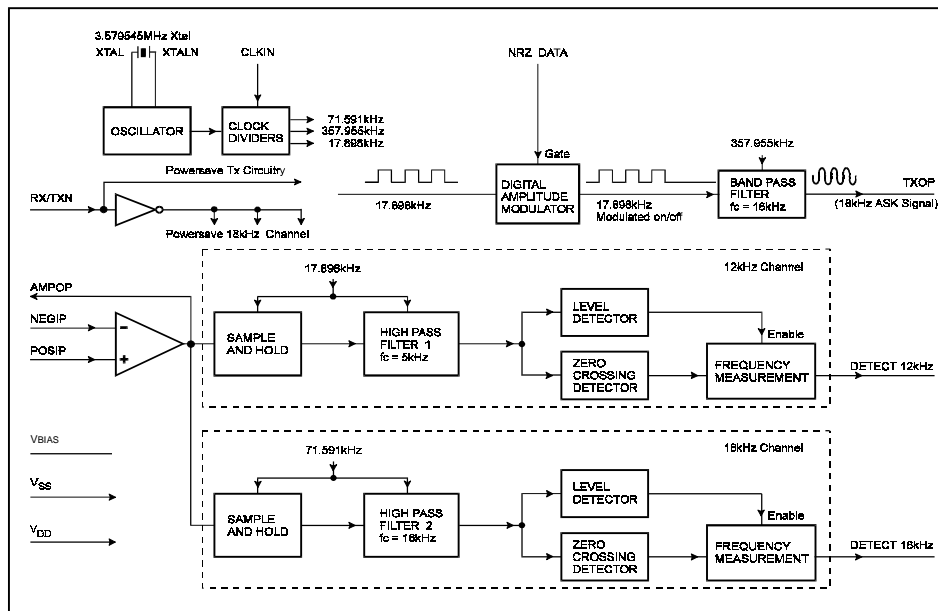 3.579545MHz Xtal
XTAL
XTALN
CLKIN
NRZ DATA
OSCILLATOR
CLOCK
DIVIDERS
71.591kHz
357.955kHz
17.898kHz
Powersave Tx Circuitry
RX/TXN
Powersave 18kHz Channel
17.898kHz
Gate
DIGITAL
AMPLITUDE
MODULATOR
17.898kHz
Modulated on/off
357.955kHz
BAND PASS
FILTER
fc = 16kHz
TXOP
(18kHz ASK Signal)
12kHz Channel
17.898kHz
AMPOP
NEGIP
POSIP
−
+
SAMPLE
AND HOLD
HIGH PASS
FILTER 1
fc = 5kHz
LEVEL
DETECTOR
ZERO
CROSSING
DETECTOR
Enable
FREQUENCY
MEASUREMENT
DETECT 12kHz
18kHz Channel
71.591kHz
VBIAS
VSS
VDD
SAMPLE
AND HOLD
HIGH PASS
FILTER 2
fc = 16kHz
LEVEL
DETECTOR
ZERO
CROSSING
DETECTOR
Enable
FREQUENCY
MEASUREMENT
DETECT 18kHz